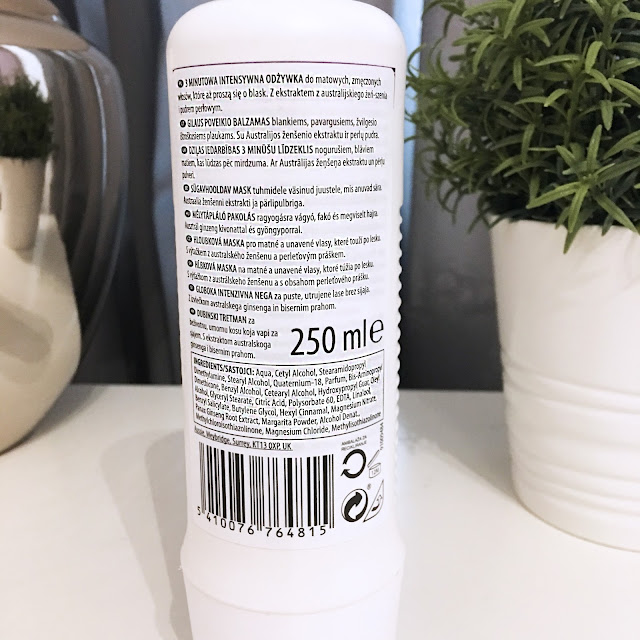 3 MINUTOWA INTENSYWNA ODŻYWKA do matowych, zmęczonych
włosów, które aż proszą się o blask. Z ekstraktem z australijskiego żeń-szenia
i pudrem perłowym.
GILAUS POVEIKIO BALZAMAS blankiems, pavargusiems, žvilgesio
ištroškusiems plaukams. Su Australijos ženšenio ekstraktu ir perlų pudra.
DZIĻAS IEDARBĪBAS 3 MINŪŠU LĪDZEKLIS nogurušiem, blāviem
matiem, kas lūdzas pēc mirdzuma. Ar Austrālijas žeņšeņa ekstraktu un pērļu
pulveri.
SÜGAVHOOLDAV MASK tuhmidele väsinud juustele, mis anuvad sära.
Austraalia ženšenni ekstrakti ja pärlipulbriga.
MÉLYTÁPLÁLÓ PAKOLÁS ragyogásra vágyó, fakó és megviselt hajra.
Ausztrál ginzeng kivonattal és gyöngyporral.
HLOUBKOVÁ MASKA pro matné a unavené vlasy, které touží po lesku.
S výtažkem z australského ženšenu a perleťovým práškem.
HĹBKOVÁ MASKA na matné a unavené vlasy, ktoré túžia po lesku.
S výťažkom z austrálskeho ženšenu a s obsahom perleťového prášku.
GLOBOKA INTENZIVNA NEGA za puste, utrujene lase brez sijaja.
Z izvlečkom avstralskega ginsenga in bisernim prahom.
DUBINSKI TRETMAN za
beživotnu, umornu kosu koja vapi za
sjajem. S ekstraktom australskoga
ginsenga i bisernim prahom.
250 ml e
INGREDIENTS/SASTOJCI: Aqua, Cetyl Alcohol, Stearamidopropyl
Dimethylamine, Stearyl Alcohol, Quaternium-18, Parfum, Bis-Aminopropyl
Dimethicone, Benzyl Alcohol, Cetearyl Alcohol, Hydroxypropyl Guar, Oleyl
Alcohol, Glyceryl Stearate, Citric Acid, Polysorbate 60, EDTA, Linalool,
Benzyl Salicylate, Butylene Glycol, Hexyl Cinnamal, Magnesium Nitrate,
Panax Ginseng Root Extract, Margarita Powder, Alcohol Denat.,
Methylchloroisothiazolinone, Magnesium Chloride, Methylisothiazolinone
Weybridge, Surrey, KT13 0XP, UK
AMBALAŽA ZA
RECIKLIRANJE
5 410076 764815